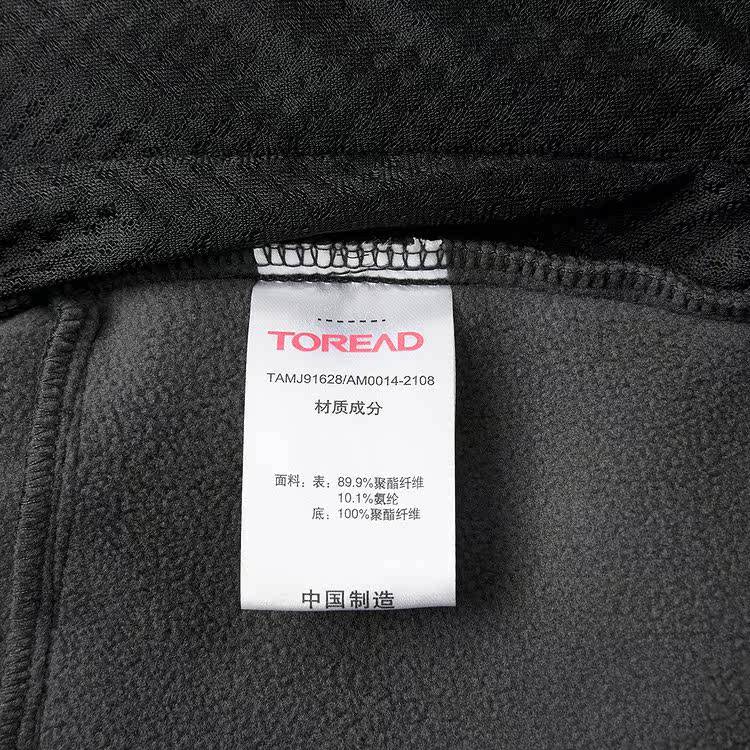 TOREAD
TAMJ91628/AM0014-2108
材质成分
面料：表：89.9%聚酯纤维
10.1%氨纶
底：100%聚酯纤维
中国制造